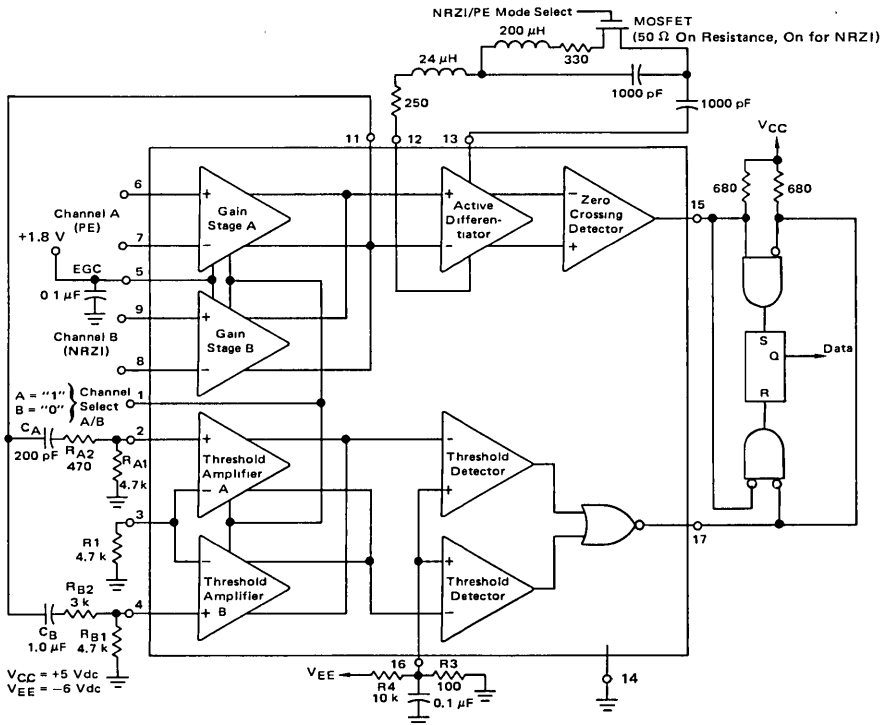 NRZI/PE Mode Select
MOSFET
(50 Ω On Resistance, On for NRZI)
200 μH
330
24 μH
1000 pF
250
1000 pF
11
12
13
VCC
680
680
6
+
Gain
Stage A
−
Channel A
(PE)
7
+1.8 V
EGC
5
0 1 μF
9
+
Gain
Stage B
−
Channel B
(NRZI)
8
+
Active
Differen-
tiator
−
−
Zero
Crossing
Detector
+
15
S
Q
Data
R
A = "1"
B = "0"
Channel
Select
A/B
1
CA
200 pF
RA2
470
RA1
4.7k
2
+
Threshold
Amplifier
A
−
3
R1
4.7 k
−
Threshold
Amplifier
B
+
4
RB2
3 k
CB
1.0 μF
RB1
4.7 k
−
Threshold
Detector
+
+
Threshold
Detector
−
17
VCC = +5 Vdc
VEE = −6 Vdc
VEE
16
R4
10 k
R3
100
0.1 μF
14